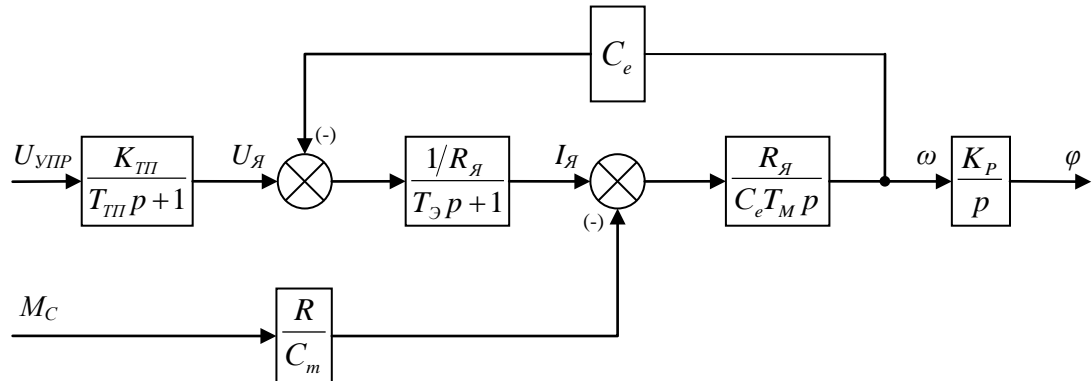 C_e
(-)
U_УПР
K_ТП
T_ТП p + 1
U_Я
1/R_Я
T_Э p + 1
I_Я
(-)
R_Я
C_e T_M p
ω
K_P
p
φ
M_C
R
C_m